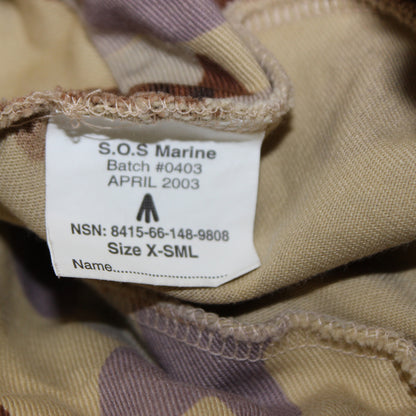 S.O.S Marine
Batch #0403
APRIL 2003
NSN: 8415-66-148-9808
Size X-SML
Name..............................